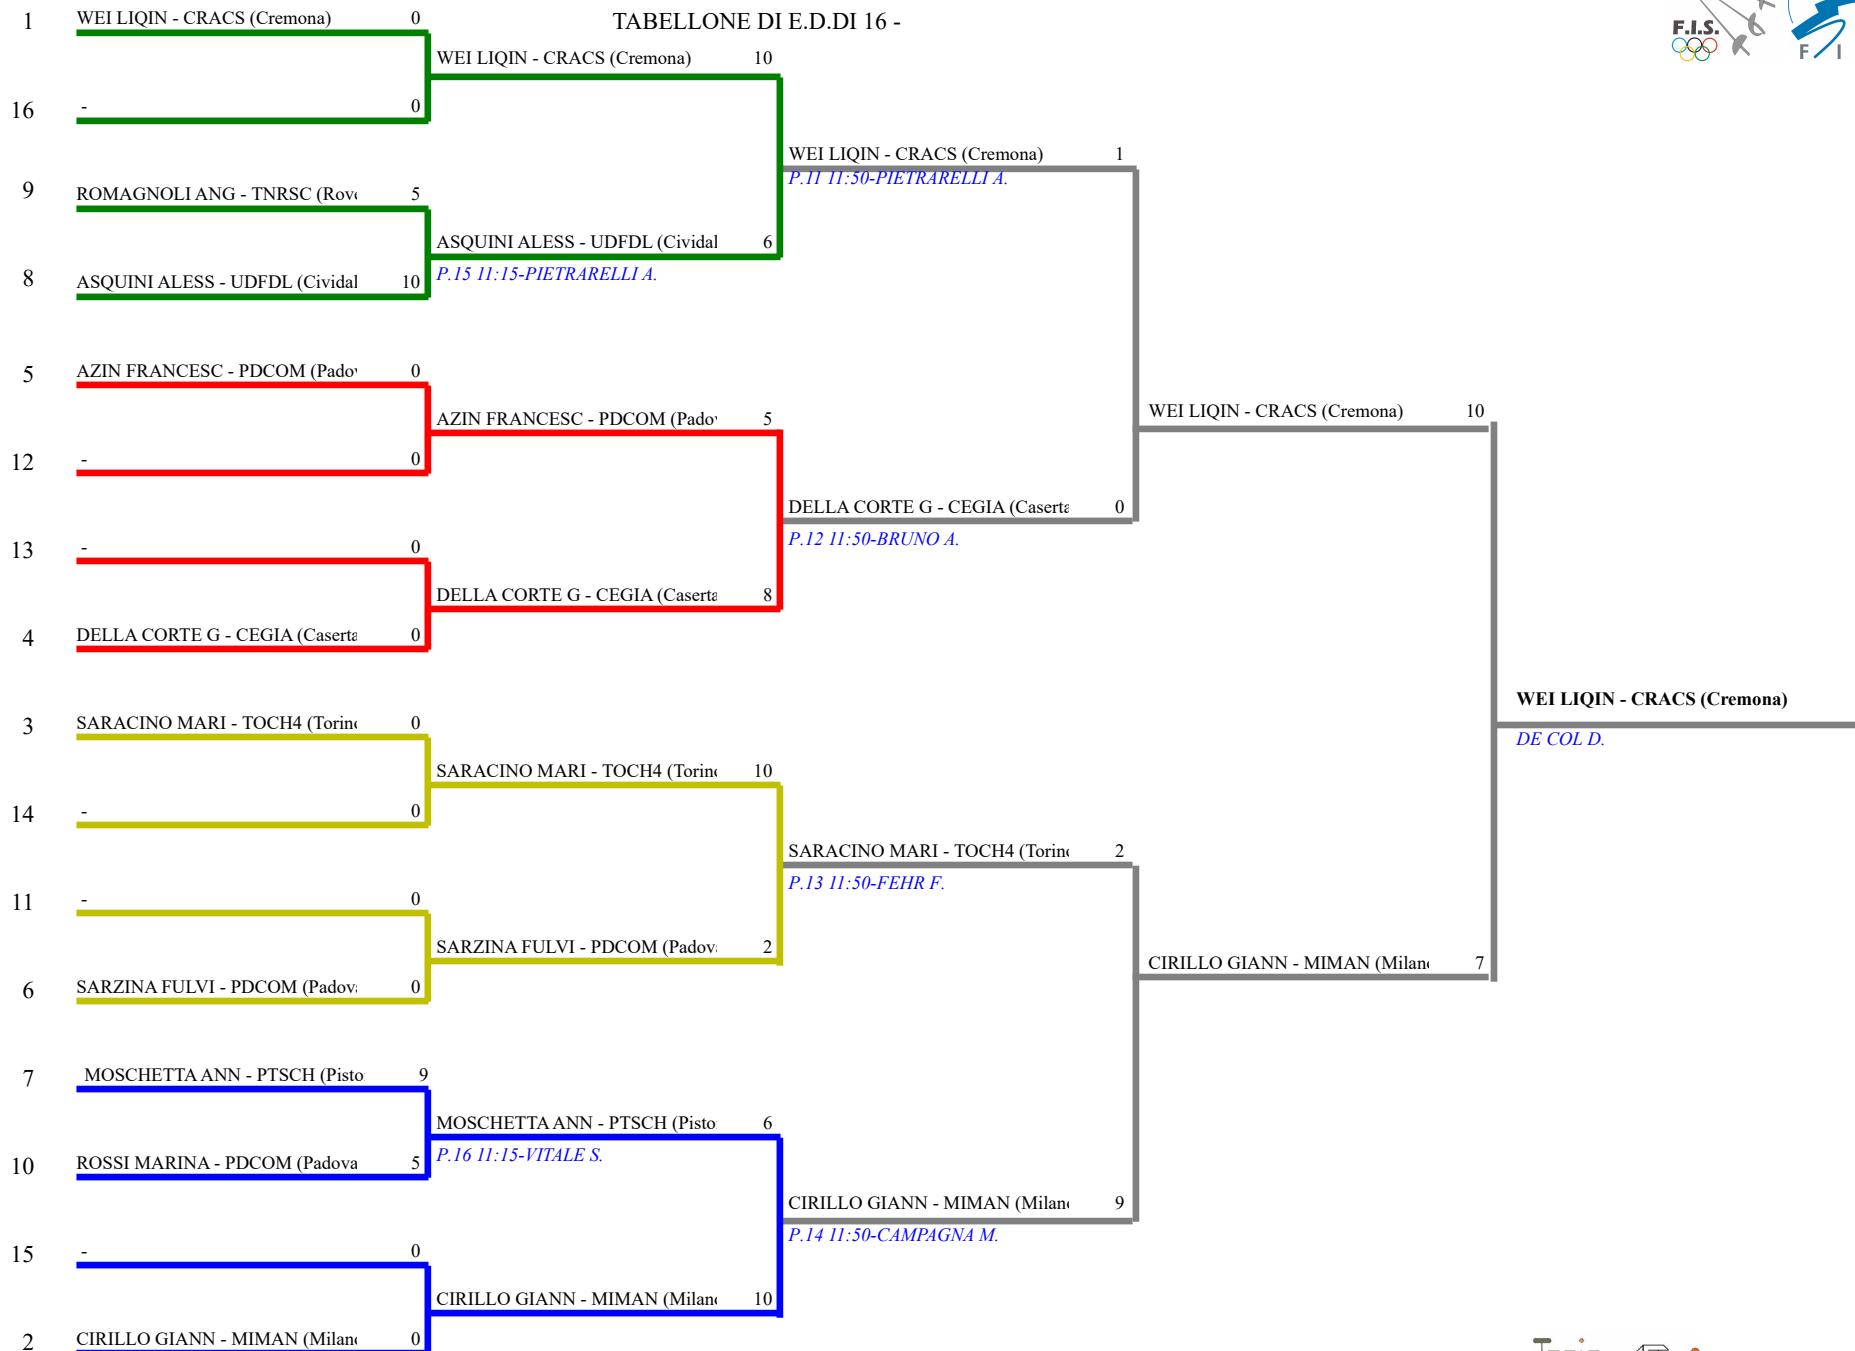 TABELLONE DI E.D.DI 16 -
F.I.S.
F I
1 WEI LIQIN - CRACS (Cremona) 0
WEI LIQIN - CRACS (Cremona) 10
16 - 0
WEI LIQIN - CRACS (Cremona) 1
P.11 11:50-PIETRARELLI A.
9 ROMAGNOLI ANG - TNRSC (Rov 5
ASQUINI ALESS - UDFDL (Cividal 6
P.15 11:15-PIETRARELLI A.
8 ASQUINI ALESS - UDFDL (Cividal 10
5 AZIN FRANCESC - PDCOM (Pado 0
AZIN FRANCESC - PDCOM (Pado 5
WEI LIQIN - CRACS (Cremona) 10
12 - 0
DELLA CORTE G - CEGIA (Caserta 0
P.12 11:50-BRUNO A.
13 - 0
DELLA CORTE G - CEGIA (Caserta 8
4 DELLA CORTE G - CEGIA (Caserta 0
WEI LIQIN - CRACS (Cremona)
DE COL D.
3 SARACINO MARI - TOCH4 (Torin 0
SARACINO MARI - TOCH4 (Torin 10
14 - 0
SARACINO MARI - TOCH4 (Torin 2
P.13 11:50-FEHR F.
11 - 0
SARZINA FULVI - PDCOM (Padov 2
CIRILLO GIANN - MIMAN (Milan 7
6 SARZINA FULVI - PDCOM (Padov 0
7 MOSCHETTA ANN - PTSCH (Pisto 9
MOSCHETTA ANN - PTSCH (Pisto 6
P.16 11:15-VITALE S.
10 ROSSI MARINA - PDCOM (Padova 5
CIRILLO GIANN - MIMAN (Milan 9
P.14 11:50-CAMPAGNA M.
15 - 0
CIRILLO GIANN - MIMAN (Milan 10
2 CIRILLO GIANN - MIMAN (Milan 0